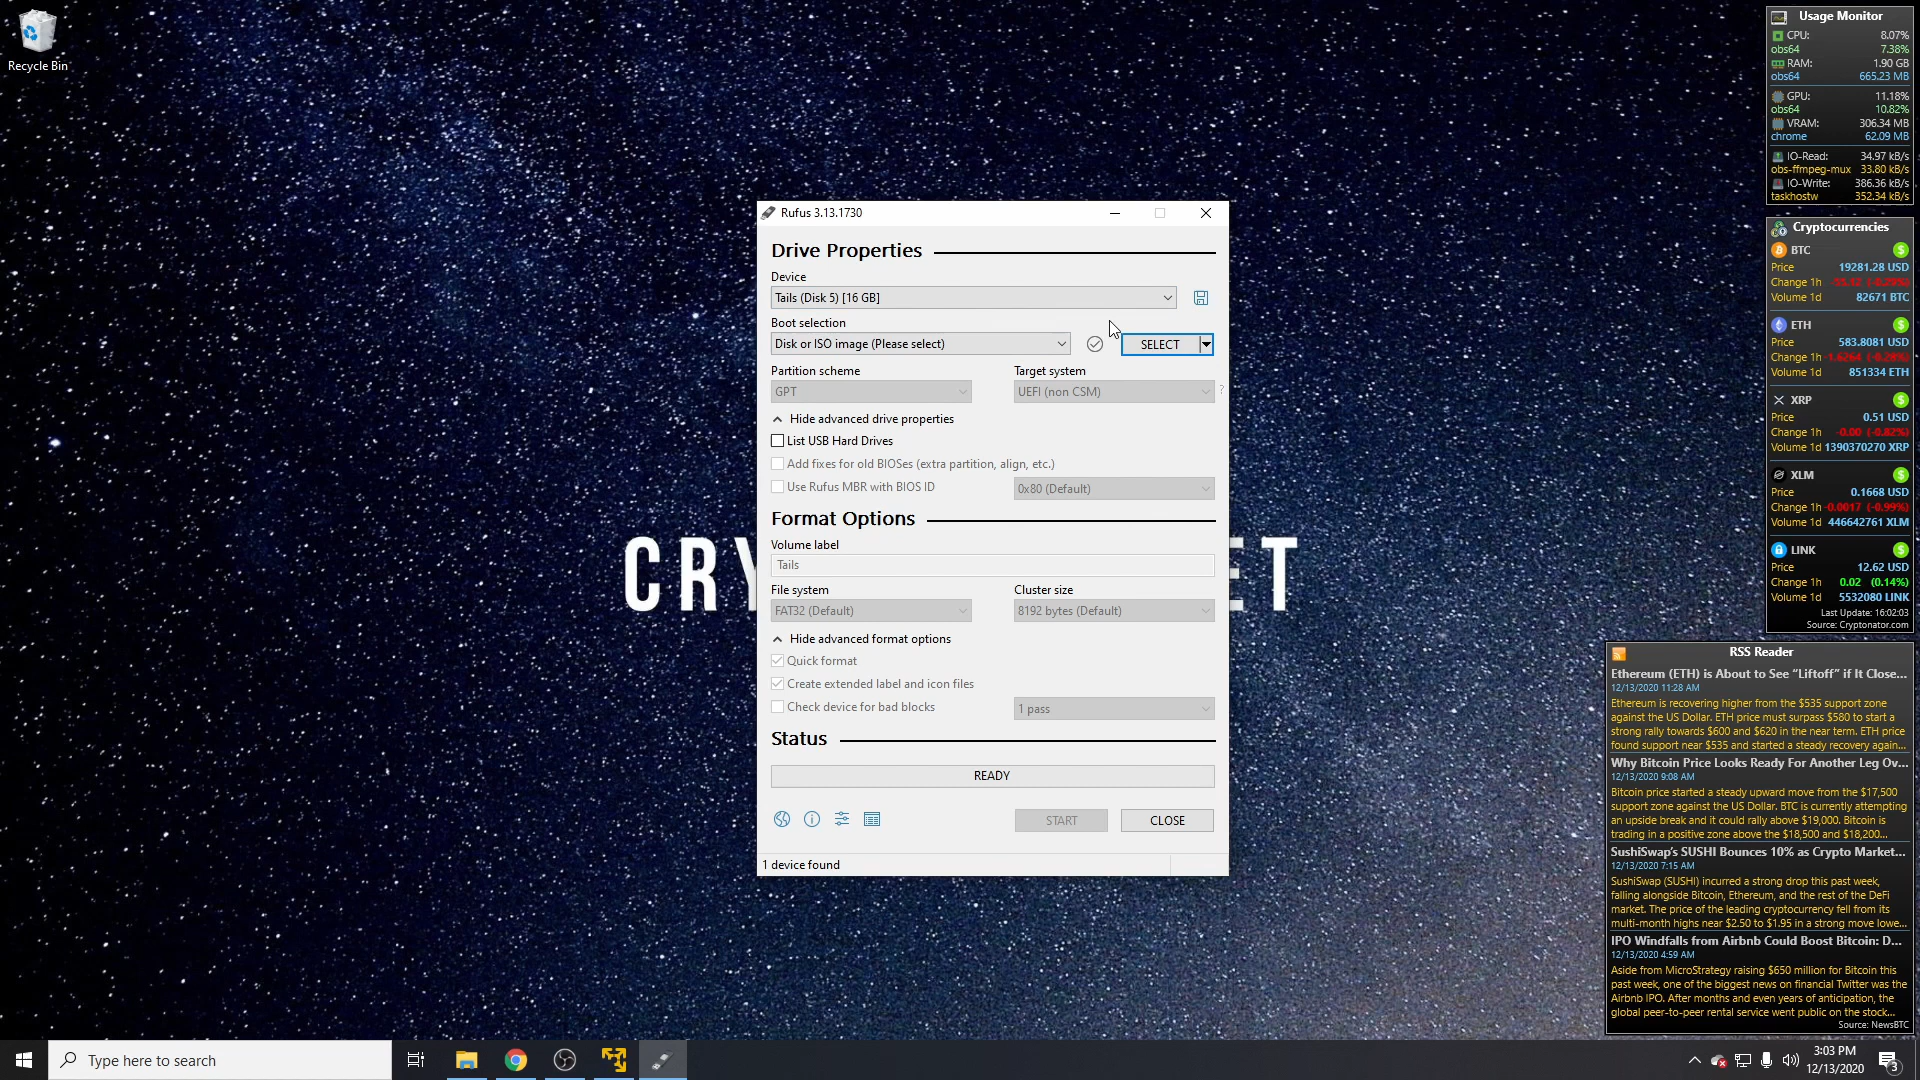 Recycle Bin
Rufus 3.13.1730
Drive Properties
Device
Tails (Disk 5) [16 GB]
Boot selection
Disk or ISO image (Please select)
SELECT
Partition scheme
Target system
GPT
UEFI (non CSM)
?
Hide advanced drive properties
List USB Hard Drives
Add fixes for old BIOSes (extra partition, align, etc.)
Use Rufus MBR with BIOS ID
0x80 (Default)
Format Options
Volume label
Tails
File system
Cluster size
FAT32 (Default)
8192 bytes (Default)
Hide advanced format options
Quick format
Create extended label and icon files
Check device for bad blocks
1 pass
Status
READY
START
CLOSE
1 device found
CRY
ET
Usage Monitor
CPU: 8.07%
obs64 7.38%
RAM: 1.90 GB
obs64 665.23 MB
GPU: 11.18%
obs64 10.82%
VRAM: 306.34 MB
chrome 62.09 MB
IO-Read: 34.97 kB/s
obs-ffmpeg-mux 33.80 kB/s
IO-Write: 386.36 kB/s
taskhostw 352.34 kB/s
Cryptocurrencies
BTC
Price 19281.28 USD
Change 1h -55.12 (-0.29%)
Volume 1d 82671 BTC
ETH
Price 583.8081 USD
Change 1h -1.6264 (-0.28%)
Volume 1d 851334 ETH
XRP
Price 0.51 USD
Change 1h -0.00 (-0.82%)
Volume 1d 1390370270 XRP
XLM
Price 0.1668 USD
Change 1h -0.0017 (-0.99%)
Volume 1d 446642761 XLM
LINK
Price 12.62 USD
Change 1h 0.02 (0.14%)
Volume 1d 5532080 LINK
Last Update: 16:02:03
Source: Cryptonator.com
RSS Reader
Ethereum (ETH) is About to See “Liftoff” if It Close...
12/13/2020 11:28 AM
Ethereum is recovering higher from the $535 support zone
against the US Dollar. ETH price must surpass $580 to start a
strong rally towards $600 and $620 in the near term. ETH price
found support near $535 and started a steady recovery again...
Why Bitcoin Price Looks Ready For Another Leg Ov...
12/13/2020 9:08 AM
Bitcoin price started a steady upward move from the $17,500
support zone against the US Dollar. BTC is currently attempting
an upside break and it could rally above $19,000. Bitcoin is
trading in a positive zone above the $18,500 and $18,200...
SushiSwap’s SUSHI Bounces 10% as Crypto Market...
12/13/2020 7:15 AM
SushiSwap (SUSHI) incurred a strong drop this past week,
falling alongside Bitcoin, Ethereum, and the rest of the DeFi
market. The price of the leading cryptocurrency fell from its
multi-month highs near $2.50 to $1.95 in a strong move lowe...
IPO Windfalls from Airbnb Could Boost Bitcoin: D...
12/13/2020 4:59 AM
Aside from MicroStrategy raising $650 million for Bitcoin this
past week, one of the biggest news on financial Twitter was the
Airbnb IPO. After months and even years of anticipation, the
global peer-to-peer rental service went public on the stock...
Source: NewsBTC
Type here to search
3:03 PM
12/13/2020
3